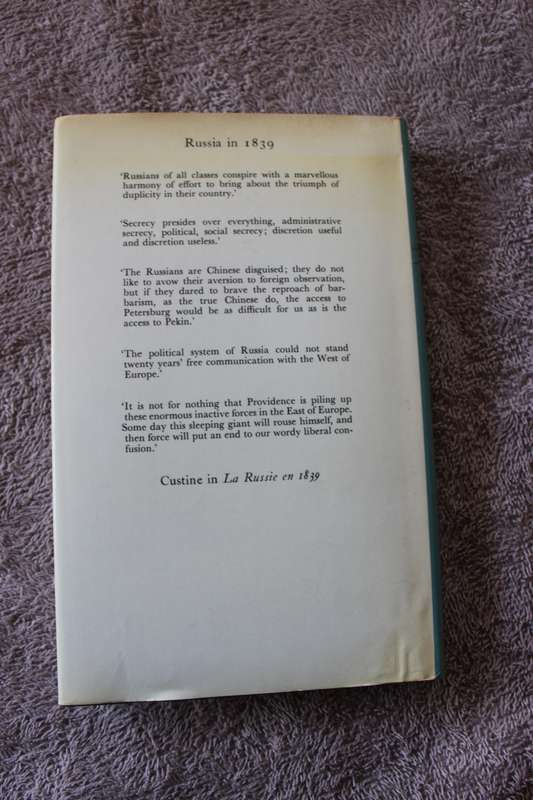 Russia in 1839
'Russians of all classes conspire with a marvellous
harmony of effort to bring about the triumph of
duplicity in their country.'
'Secrecy presides over everything, administrative
secrecy, political, social secrecy; discretion useful
and discretion useless.'
'The Russians are Chinese disguised; they do not
like to avow their aversion to foreign observation,
but if they dared to brave the reproach of bar-
barism, as the true Chinese do, the access to
Petersburg would be as difficult for us as is the
access to Pekin.'
'The political system of Russia could not stand
twenty years' free communication with the West of
Europe.'
'It is not for nothing that Providence is piling up
these enormous inactive forces in the East of Europe.
Some day this sleeping giant will rouse himself, and
then force will put an end to our wordy liberal con-
fusion.'
Custine in La Russie en 1839